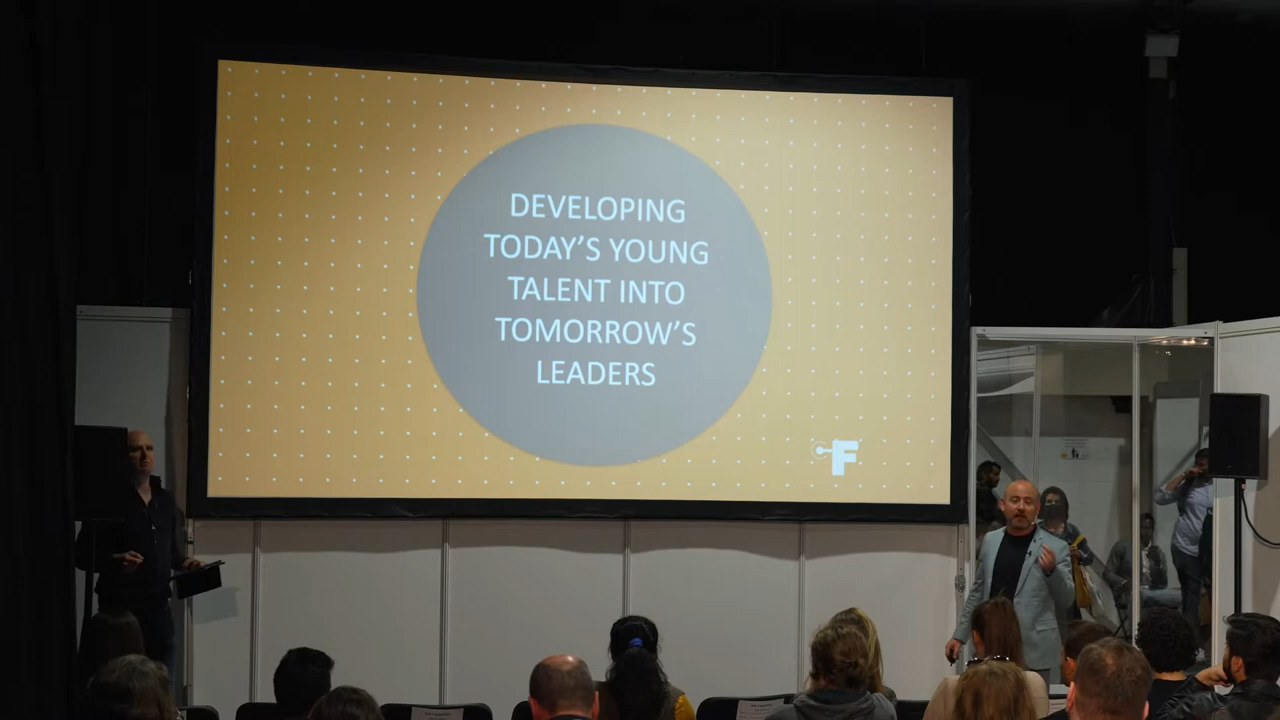 DEVELOPING
TODAY'S YOUNG
TALENT INTO
TOMORROW'S
LEADERS
F